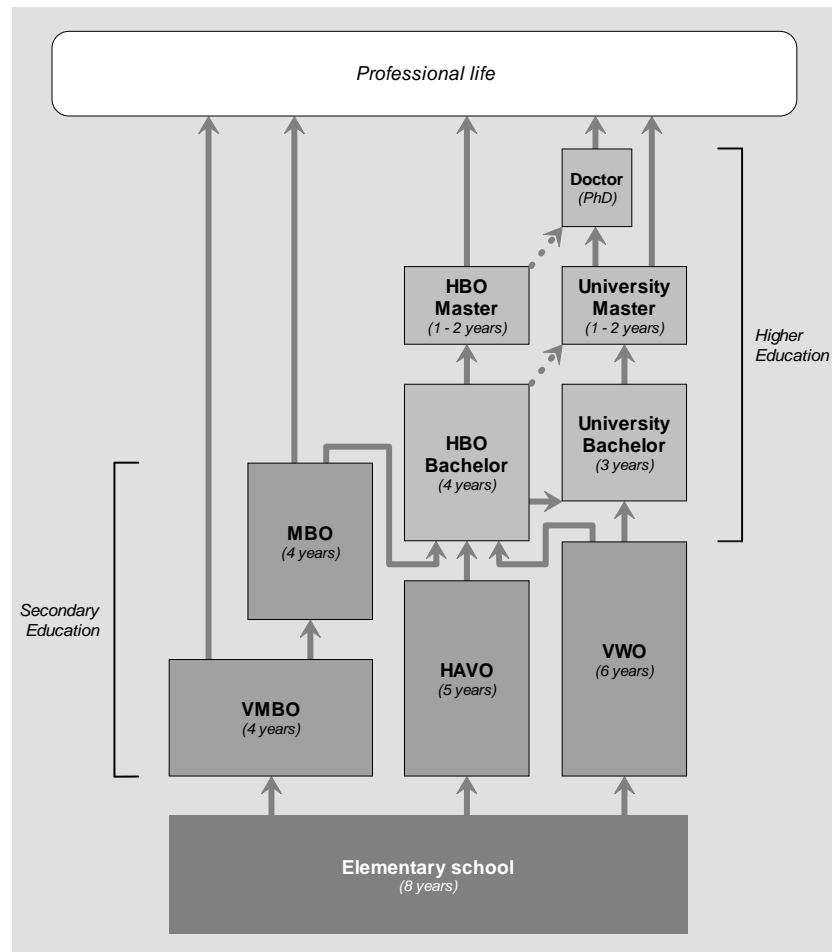 Professional life
Doctor
(PhD)
HBO
Master
(1 - 2 years)
University
Master
(1 - 2 years)
Higher
Education
HBO
Bachelor
(4 years)
University
Bachelor
(3 years)
MBO
(4 years)
Secondary
Education
VMBO
(4 years)
HAVO
(5 years)
VWO
(6 years)
Elementary school
(8 years)